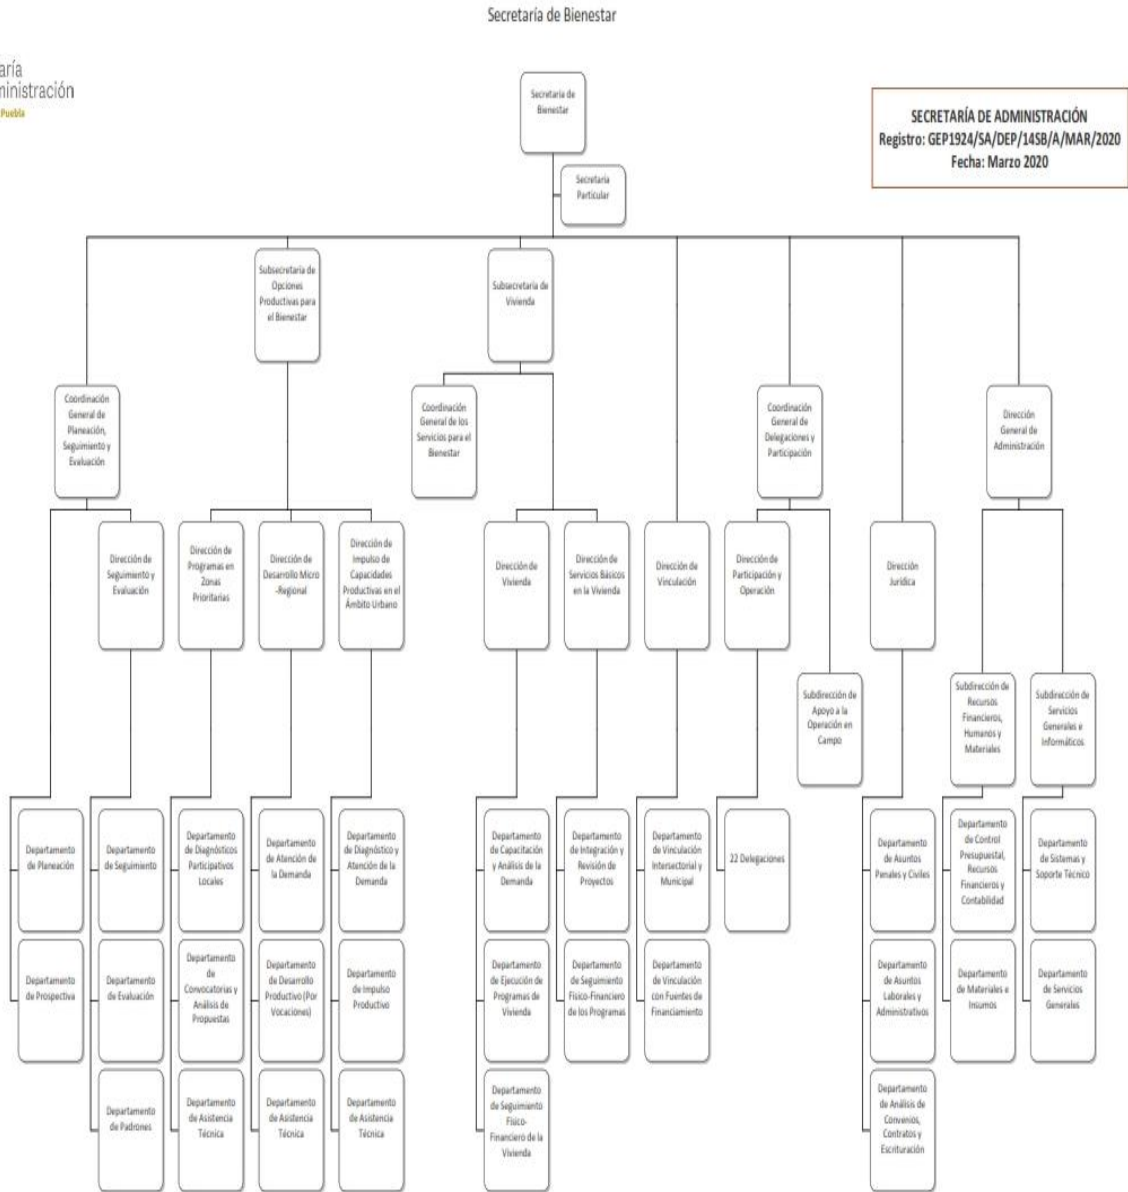 Secretaría de Bienestar
aría
ministración
Puebla
Secretaría de
Bienestar
SECRETARÍA DE ADMINISTRACIÓN
Registro: GEP1924/SA/DEP/14SB/A/MAR/2020
Fecha: Marzo 2020
Secretaria
Particular
Subsecretaría de
Opciones
Productivas para
el Bienestar
Subsecretaría de
Vivienda
Coordinación
General de
Planeación,
Seguimiento y
Evaluación
Coordinación
General de los
Servicios para el
Bienestar
Coordinación
General de
Delegaciones y
Participación
Dirección
General de
Administración
Dirección de
Seguimiento y
Evaluación
Dirección de
Programas en
Zonas
Prioritarias
Dirección de
Desarrollo Micro
-Regional
Dirección de
Impulso de
Capacidades
Productivas en el
Ámbito Urbano
Dirección de
Vivienda
Dirección de
Servicios Básicos
en la Vivienda
Dirección de
Vinculación
Dirección de
Participación y
Operación
Dirección
Jurídica
Subdirección de
Apoyo a la
Operación en
Campo
Subdirección de
Recursos
Financieros,
Humanos y
Materiales
Subdirección de
Servicios
Generales e
Informáticos
Departamento
de Planeación
Departamento
de Seguimiento
Departamento
de Diagnósticos
Participativos
Locales
Departamento
de Atención de
la Demanda
Departamento
de Diagnóstico y
Atención de la
Demanda
Departamento
de Capacitación
y Análisis de la
Demanda
Departamento
de Integración y
Revisión de
Proyectos
Departamento
de Vinculación
Intersectorial y
Municipal
22 Delegaciones
Departamento
de Asuntos
Penales y Civiles
Departamento
de Control
Presupuestal,
Recursos
Financieros y
Contabilidad
Departamento
de Sistemas y
Soporte Técnico
Departamento
de Prospectiva
Departamento
de Evaluación
Departamento
de
Convocatorias y
Análisis de
Propuestas
Departamento
de Desarrollo
Productivo (Por
Vocaciones)
Departamento
de Impulso
Productivo
Departamento
de Ejecución de
Programas de
Vivienda
Departamento
de Seguimiento
Físico-Financiero
de los Programas
Departamento
de Vinculación
con Fuentes de
Financiamiento
Departamento
de Asuntos
Laborales y
Administrativos
Departamento
de Materiales e
Insumos
Departamento
de Servicios
Generales
Departamento
de Padrones
Departamento
de Asistencia
Técnica
Departamento
de Asistencia
Técnica
Departamento
de Asistencia
Técnica
Departamento
de Seguimiento
Físico-
Financiero de la
Vivienda
Departamento
de Análisis de
Convenios,
Contratos y
Escrituración